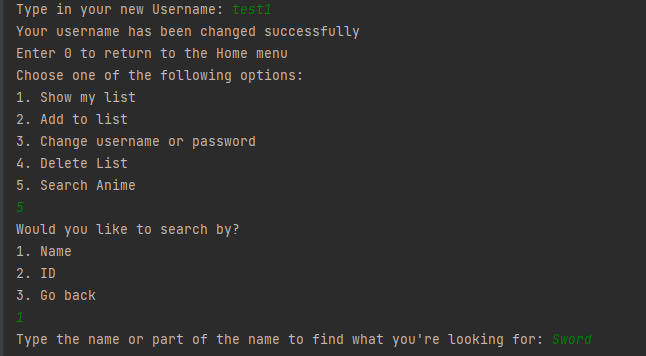 Type in your new Username: test1
Your username has been changed successfully
Enter 0 to return to the Home menu
Choose one of the following options:
1. Show my list
2. Add to list
3. Change username or password
4. Delete List
5. Search Anime
5
Would you like to search by?
1. Name
2. ID
3. Go back
1
Type the name or part of the name to find what you're looking for: Sword